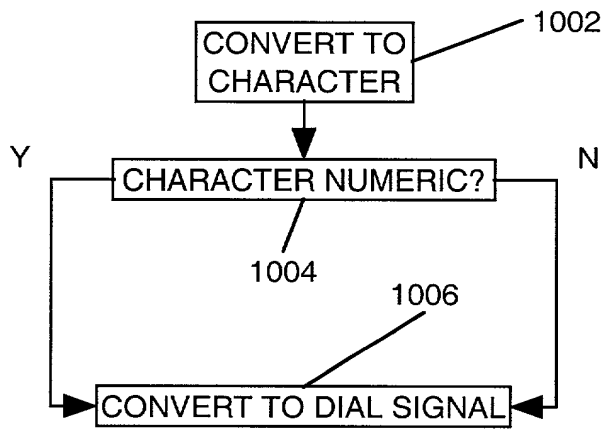 1002
CONVERT TO
CHARACTER
Y
N
CHARACTER NUMERIC?
1004
1006
CONVERT TO DIAL SIGNAL